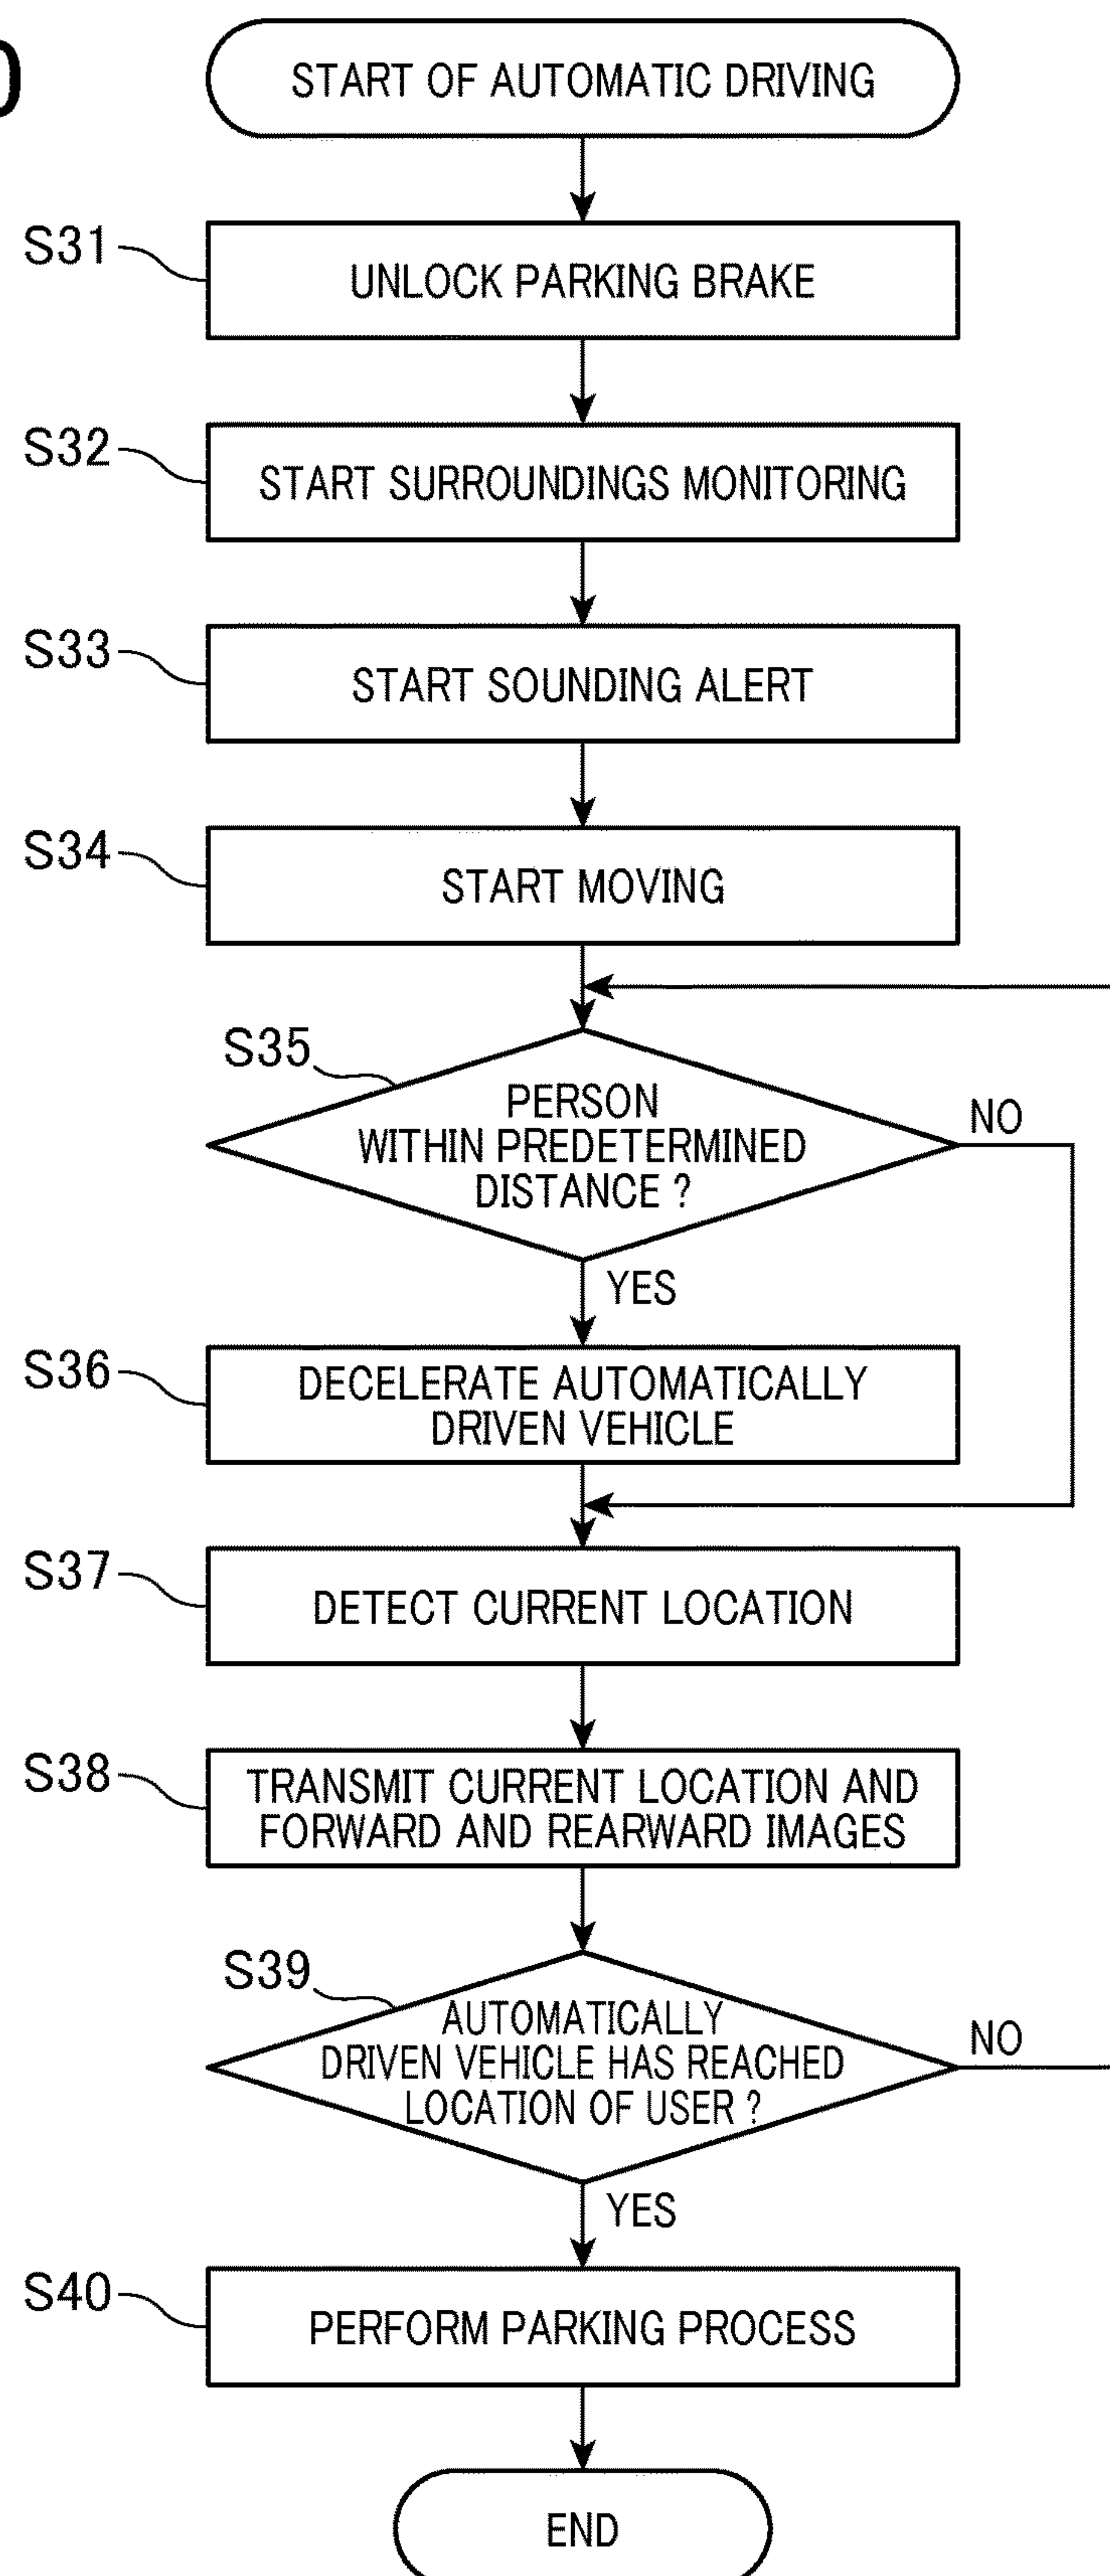 START OF AUTOMATIC DRIVING
S31
UNLOCK PARKING BRAKE
S32
START SURROUNDINGS MONITORING
S33
START SOUNDING ALERT
S34
START MOVING
S35
PERSON
WITHIN PREDETERMINED
DISTANCE ?
NO
YES
S36
DECELERATE AUTOMATICALLY
DRIVEN VEHICLE
S37
DETECT CURRENT LOCATION
S38
TRANSMIT CURRENT LOCATION AND
FORWARD AND REARWARD IMAGES
S39
AUTOMATICALLY
DRIVEN VEHICLE HAS REACHED
LOCATION OF USER ?
NO
YES
S40
PERFORM PARKING PROCESS
END